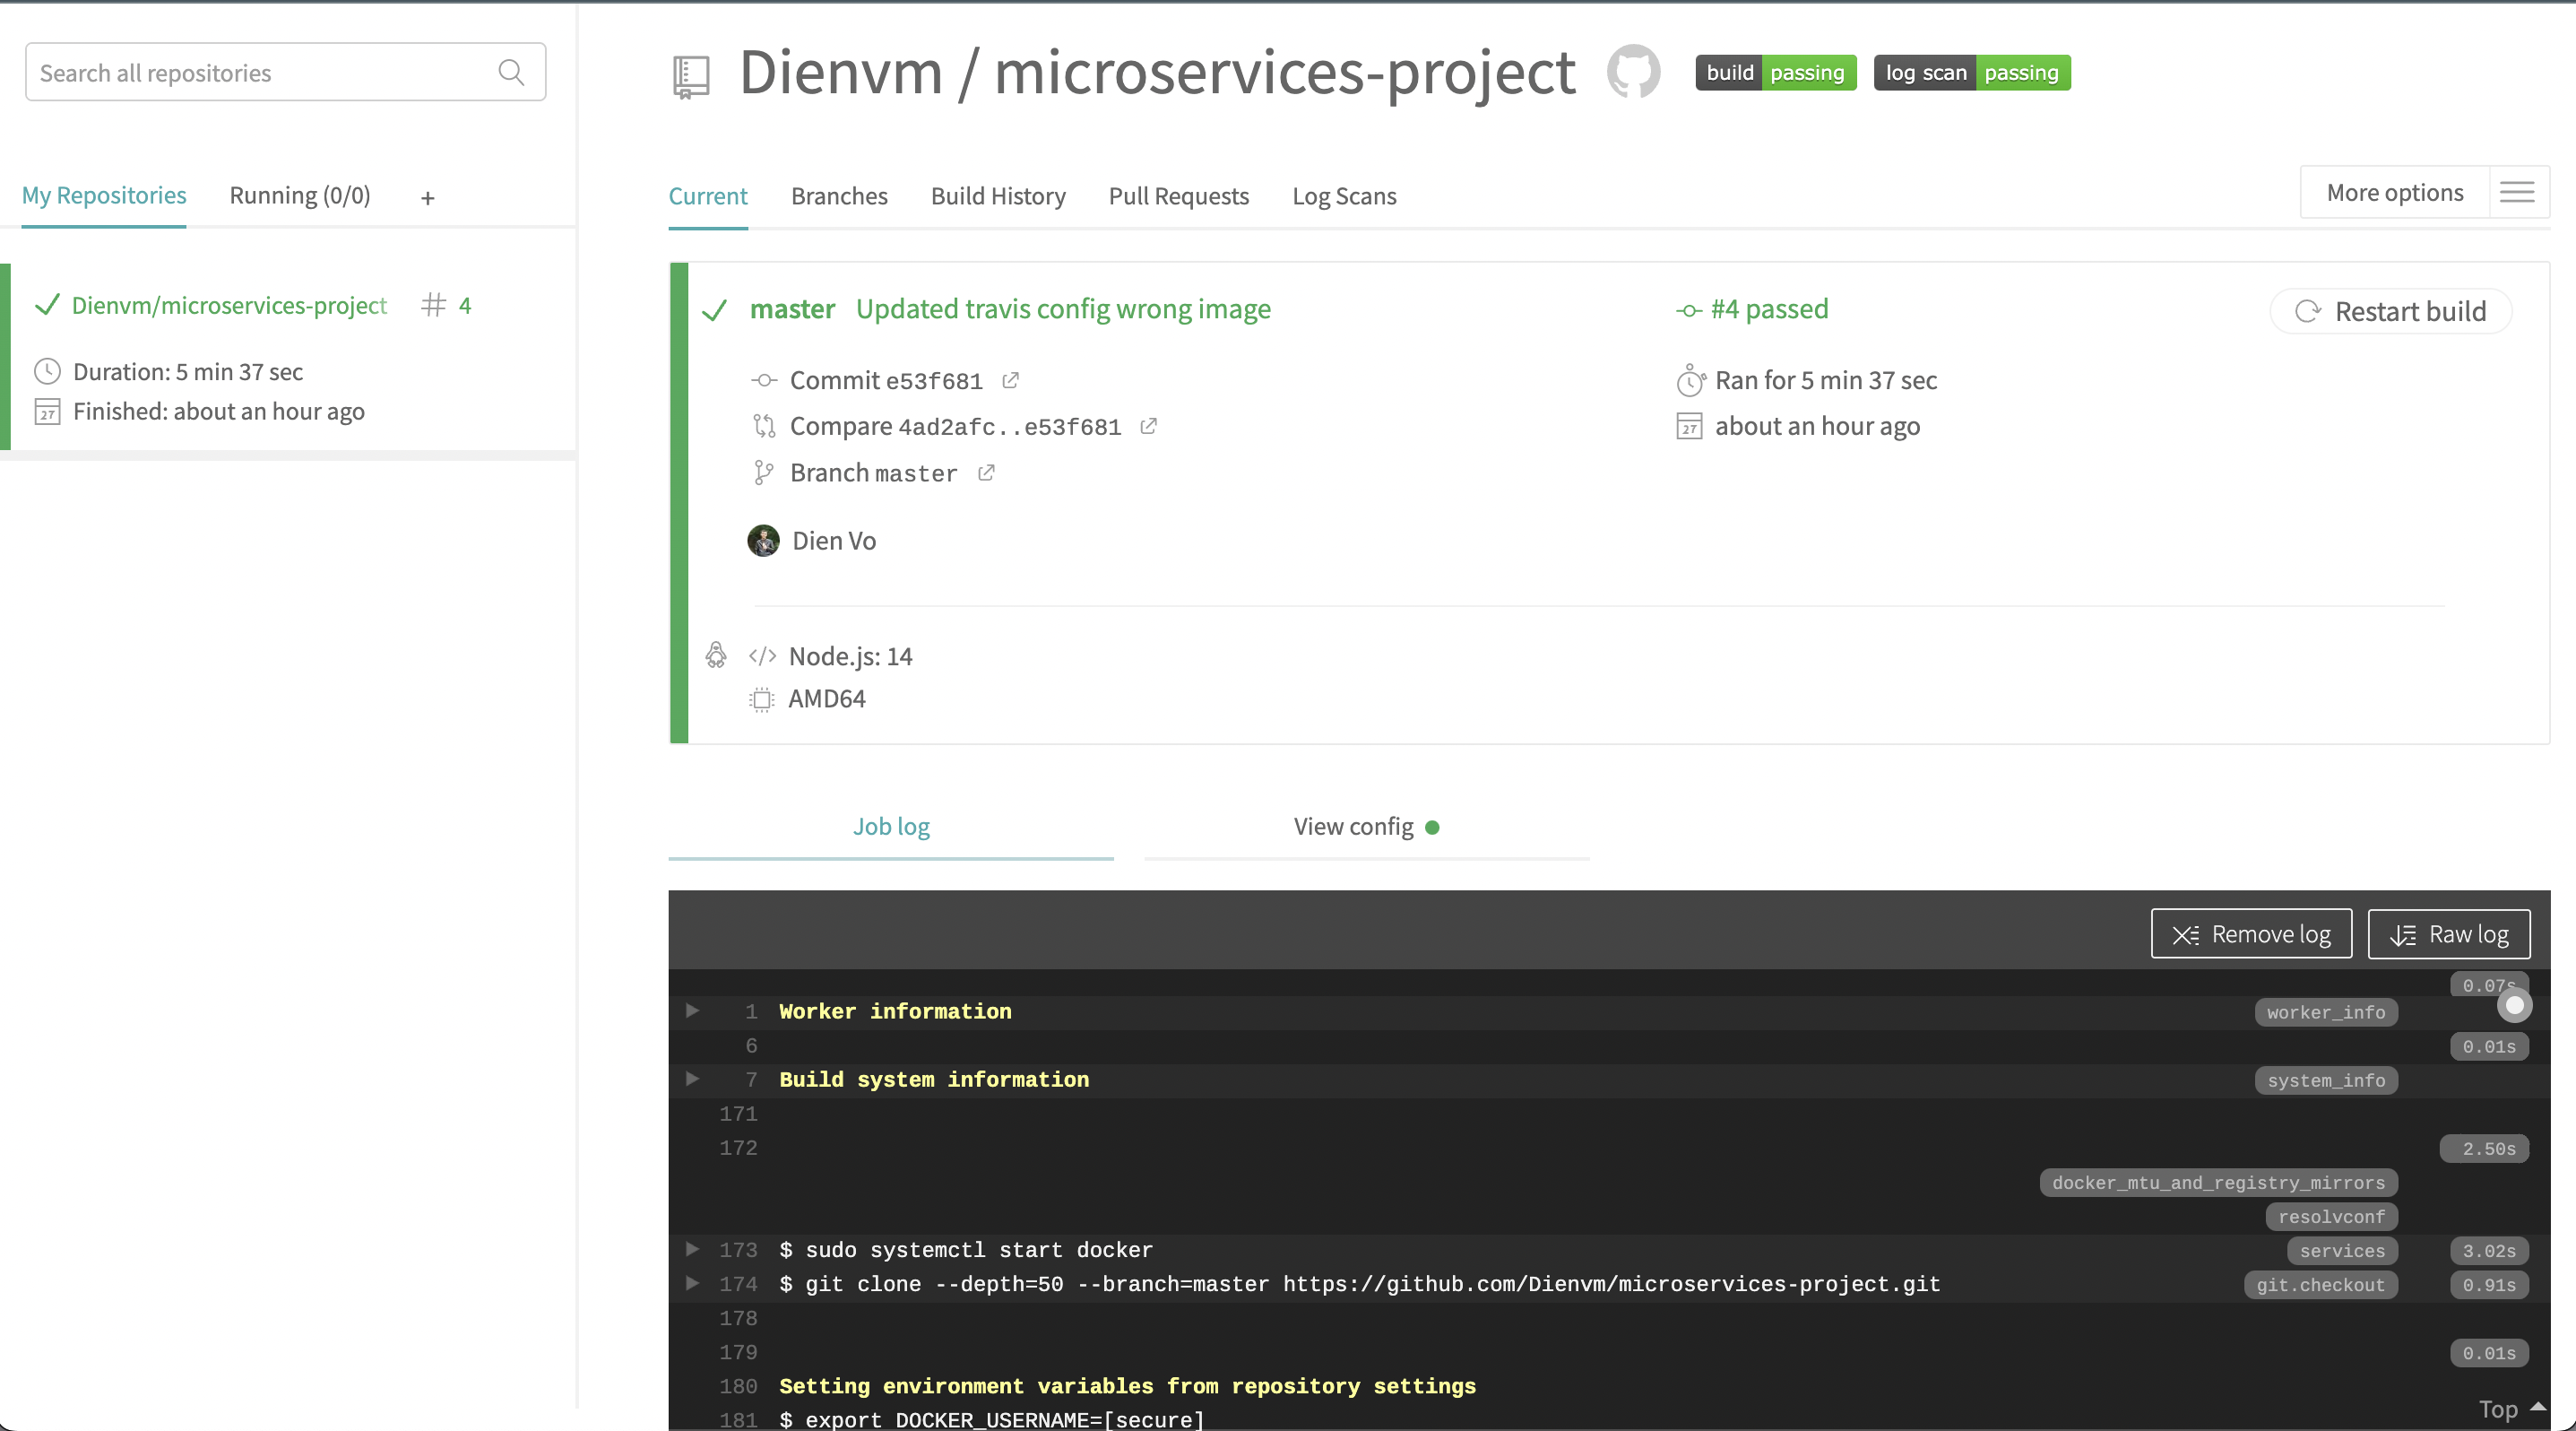 Search all repositories
My Repositories Running (0/0) +
Dienvm/microservices-project # 4
Duration: 5 min 37 sec
27 Finished: about an hour ago
Dienvm / microservices-project build passing log scan passing
Current Branches Build History Pull Requests Log Scans More options
master Updated travis config wrong image
Commit e53f681
Compare 4ad2afc..e53f681
Branch master
Dien Vo
#4 passed
Ran for 5 min 37 sec
27 about an hour ago
Restart build
</> Node.js: 14
AMD64
Job log View config
Remove log Raw log
0.07s
1 Worker information worker_info
6 0.01s
7 Build system information system_info
171
172 2.50s
docker_mtu_and_registry_mirrors
resolvconf
173 $ sudo systemctl start docker services 3.02s
174 $ git clone --depth=50 --branch=master https://github.com/Dienvm/microservices-project.git git.checkout 0.91s
178
179 0.01s
180 Setting environment variables from repository settings
181 $ export DOCKER_USERNAME=[secure]
Top